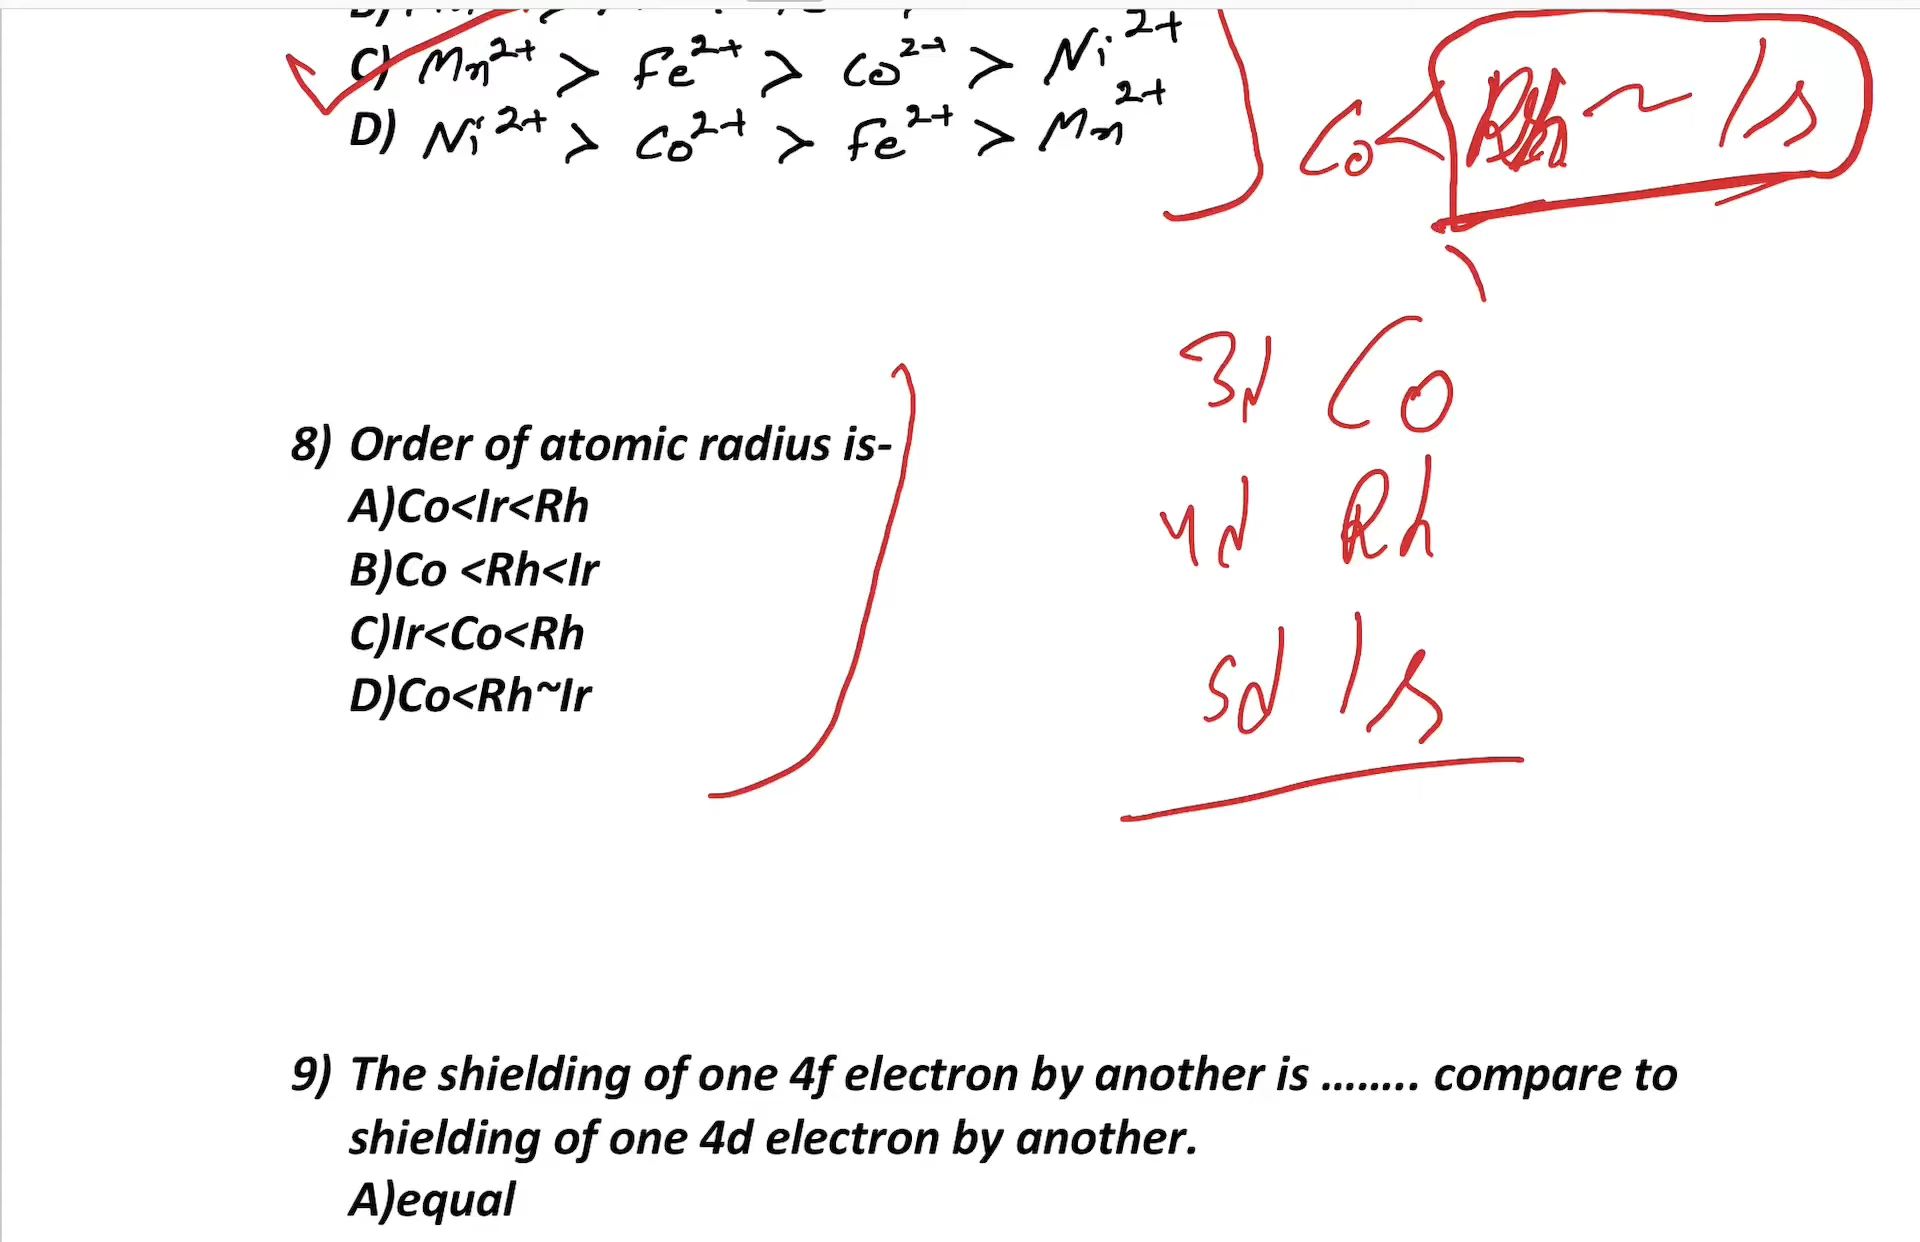 C) Mn2+ > Fe2+ > Co2+ > Ni2+
D) Ni2+ > Co2+ > Fe2+ > Mn2+
Co < Rh ~ Ir
3d Co
4d Rh
5d Ir
8) Order of atomic radius is-
A)Co<Ir<Rh
B)Co <Rh<Ir
C)Ir<Co<Rh
D)Co<Rh~Ir
9) The shielding of one 4f electron by another is ........ compare to
shielding of one 4d electron by another.
A)equal